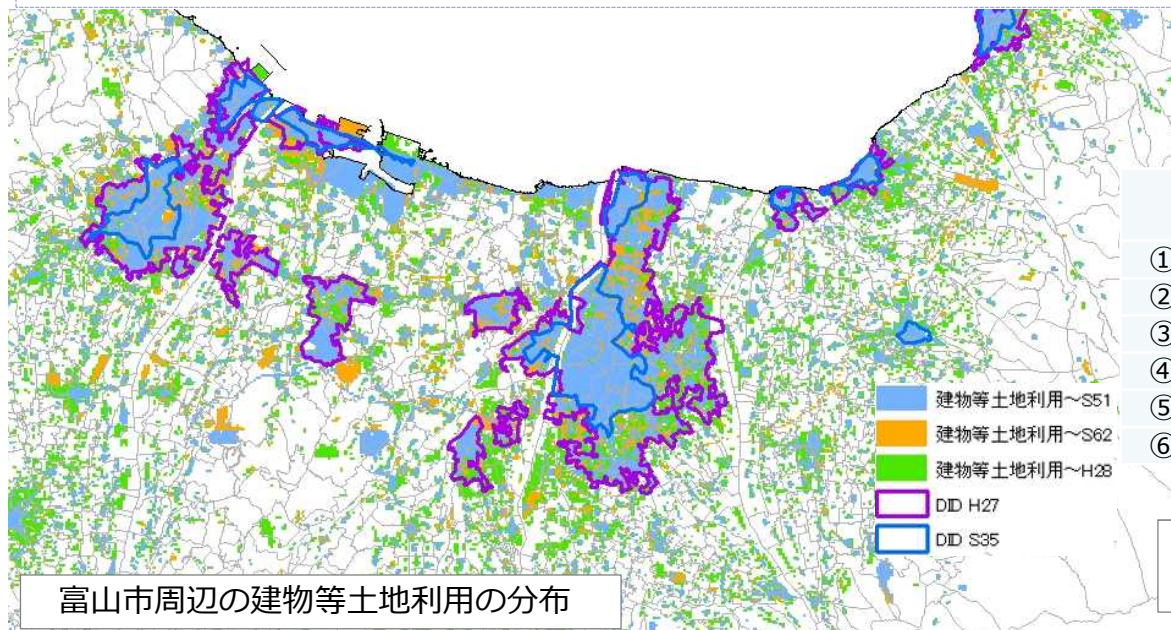 ①
②
③
④
⑤
⑥
建物等土地利用～S51
建物等土地利用～S62
建物等土地利用～H28
DID H27
DID S35
富山市周辺の建物等土地利用の分布